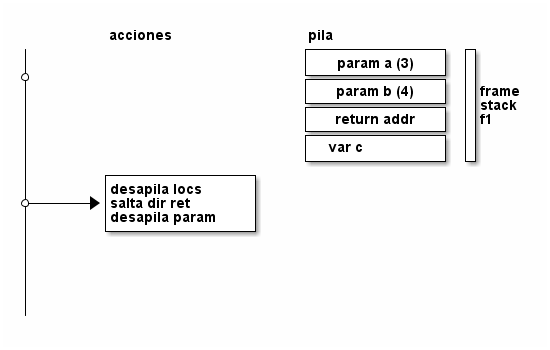 acciones
pila
param a (3)
param b (4)
return addr
var c
frame
stack
f1
desapila locs
salta dir ret
desapila param